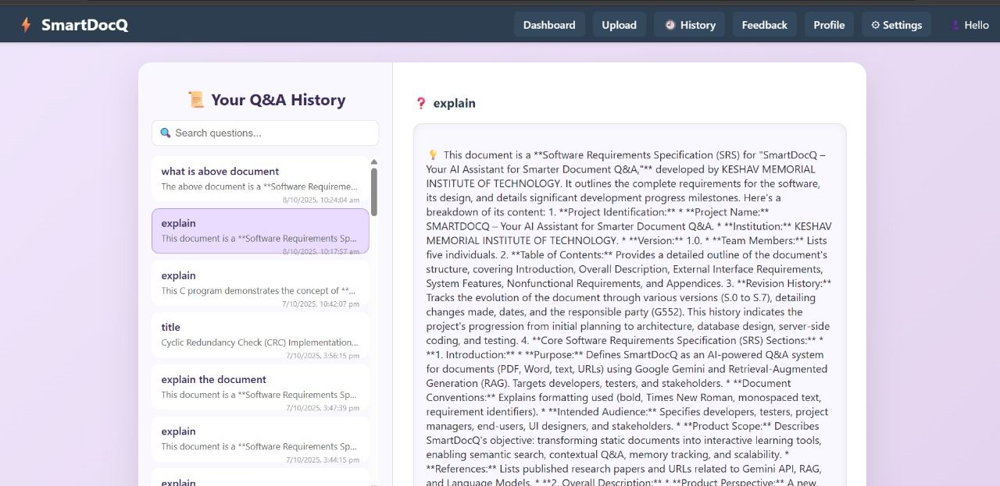 SmartDocQ
Dashboard
Upload
History
Feedback
Profile
Settings
Hello
Your Q&A History
Search questions...
what is above document
The above document is a **Software Requireme...
8/10/2025, 10:24:04 am
explain
This document is a **Software Requirements Sp...
8/10/2025, 10:17:57 am
explain
This C program demonstrates the concept of **...
7/10/2025, 10:42:07 pm
title
Cyclic Redundancy Check (CRC) Implementation...
7/10/2025, 3:56:15 pm
explain the document
This document is a **Software Requirements Sp...
7/10/2025, 3:47:39 pm
explain
This document is a **Software Requirements Sp...
7/10/2025, 3:44:15 pm
explain
explain
This document is a **Software Requirements Specification (SRS) for "SmartDocQ –
Your AI Assistant for Smarter Document Q&A,"** developed by KESHAV MEMORIAL
INSTITUTE OF TECHNOLOGY. It outlines the complete requirements for the software,
its design, and details significant development progress milestones. Here's a
breakdown of its content: 1. **Project Identification:** * **Project Name:**
SMARTDOCQ – Your AI Assistant for Smarter Document Q&A. * **Institution:** KESHAV
MEMORIAL INSTITUTE OF TECHNOLOGY. * **Version:** 1.0. * **Team Members:** Lists
five individuals. 2. **Table of Contents:** Provides a detailed outline of the document's
structure, covering Introduction, Overall Description, External Interface Requirements,
System Features, Nonfunctional Requirements, and Appendices. 3. **Revision History:**
Tracks the evolution of the document through various versions (S.0 to S.7), detailing
changes made, dates, and the responsible party (G552). This history indicates the
project's progression from initial planning to architecture, database design, server-side
coding, and testing. 4. **Core Software Requirements Specification (SRS) Sections:** *
**1. Introduction:** * **Purpose:** Defines SmartDocQ as an AI-powered Q&A system
for documents (PDF, Word, text, URLs) using Google Gemini and Retrieval-Augmented
Generation (RAG). Targets developers, testers, and stakeholders. * **Document
Conventions:** Explains formatting used (bold, Times New Roman, monospaced text,
requirement identifiers). * **Intended Audience:** Specifies developers, testers, project
managers, end-users, UI designers, and stakeholders. * **Product Scope:** Describes
SmartDocQ's objective: transforming static documents into interactive learning tools,
enabling semantic search, contextual Q&A, memory tracking, and scalability. *
**References:** Lists published research papers and URLs related to Gemini API, RAG,
and Language Models. * **2. Overall Description:** * **Product Perspective:** A new,